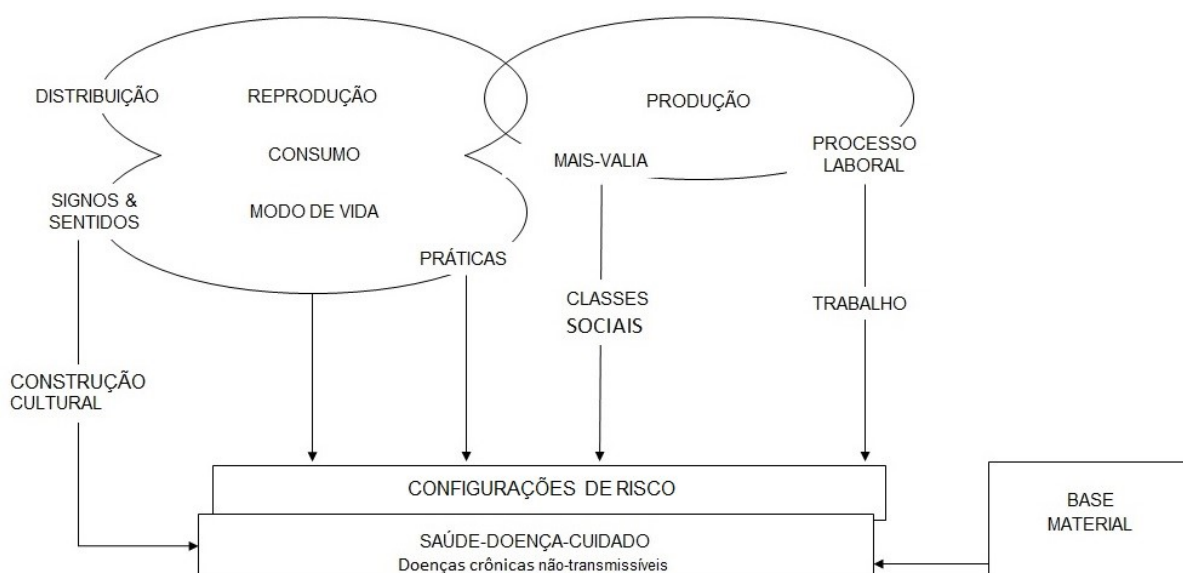 DISTRIBUIÇÃO
REPRODUÇÃO
PRODUÇÃO
CONSUMO
MAIS-VALIA
PROCESSO
LABORAL
SIGNOS &
SENTIDOS
MODO DE VIDA
PRÁTICAS
CLASSES
SOCIAIS
TRABALHO
CONSTRUÇÃO
CULTURAL
CONFIGURAÇÕES DE RISCO
BASE
MATERIAL
SAÚDE-DOENÇA-CUIDADO
Doenças crônicas não-transmissíveis